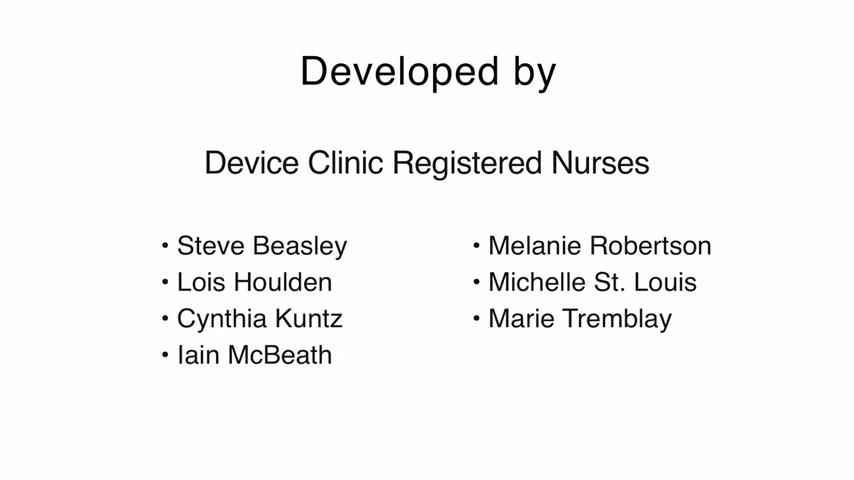 Developed by
Device Clinic Registered Nurses
• Steve Beasley
• Lois Houlden
• Cynthia Kuntz
• Iain McBeath
• Melanie Robertson
• Michelle St. Louis
• Marie Tremblay